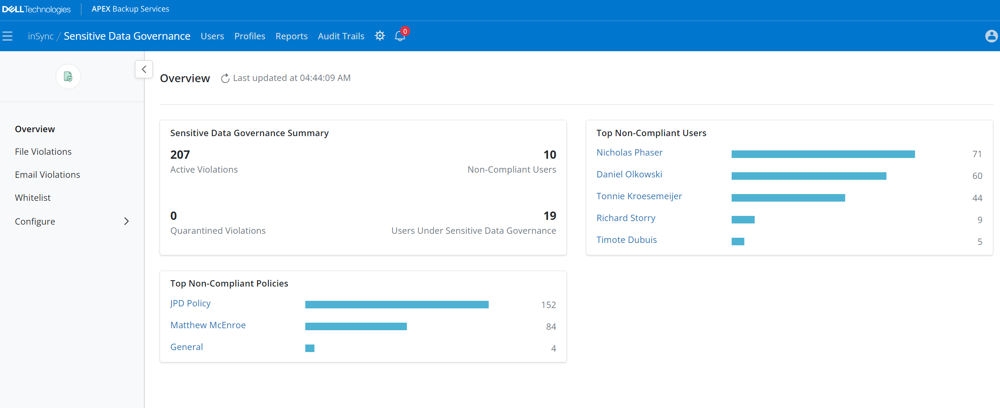 DELL Technologies APEX Backup Services
inSync / Sensitive Data Governance Users Profiles Reports Audit Trails 0
Overview Last updated at 04:44:09 AM
Overview
File Violations
Email Violations
Whitelist
Configure
Sensitive Data Governance Summary
207 10
Active Violations Non-Compliant Users
0 19
Quarantined Violations Users Under Sensitive Data Governance
Top Non-Compliant Users
Nicholas Phaser 71
Daniel Olkowski 60
Tonnie Kroesemeijer 44
Richard Storry 9
Timote Dubuis 5
Top Non-Compliant Policies
JPD Policy 152
Matthew McEnroe 84
General 4